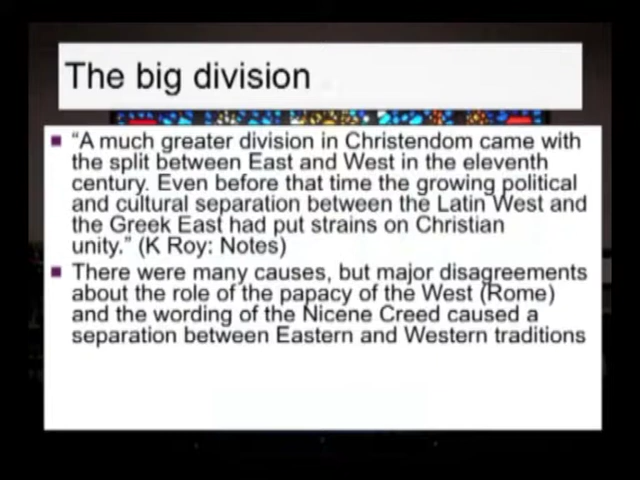 The big division
"A much greater division in Christendom came with
the split between East and West in the eleventh
century. Even before that time the growing political
and cultural separation between the Latin West and
the Greek East had put strains on Christian
unity." (K Roy: Notes)
There were many causes, but major disagreements
about the role of the papacy of the West (Rome)
and the wording of the Nicene Creed caused a
separation between Eastern and Western traditions